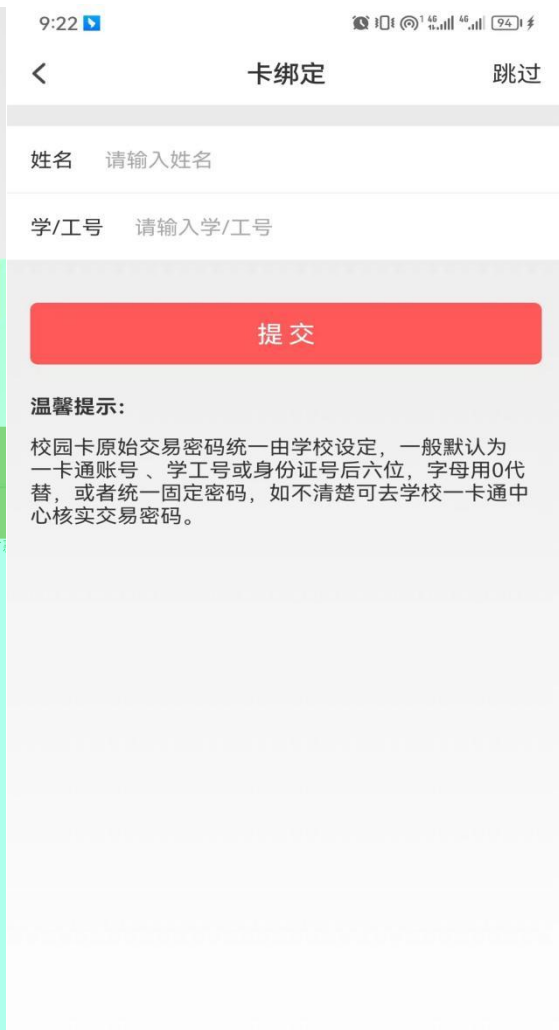 9:22
46 46 94
卡绑定 跳过
姓名 请输入姓名
学/工号 请输入学/工号
提交
温馨提示:
校园卡原始交易密码统一由学校设定，一般默认为
一卡通账号 、学工号或身份证号后六位，字母用0代
替，或者统一固定密码，如不清楚可去学校一卡通中
心核实交易密码。